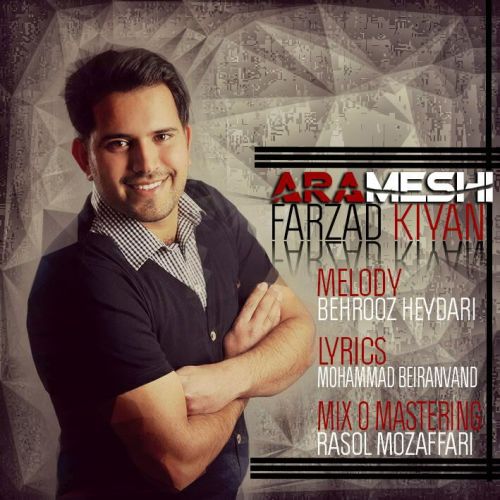 ARAMESHI
FARZAD KIYAN
MELODY
BEHROOZ HEYDARI
LYRICS
MOHAMMAD BEIRANVAND
MIX O MASTERING
RASOL MOZAFFARI